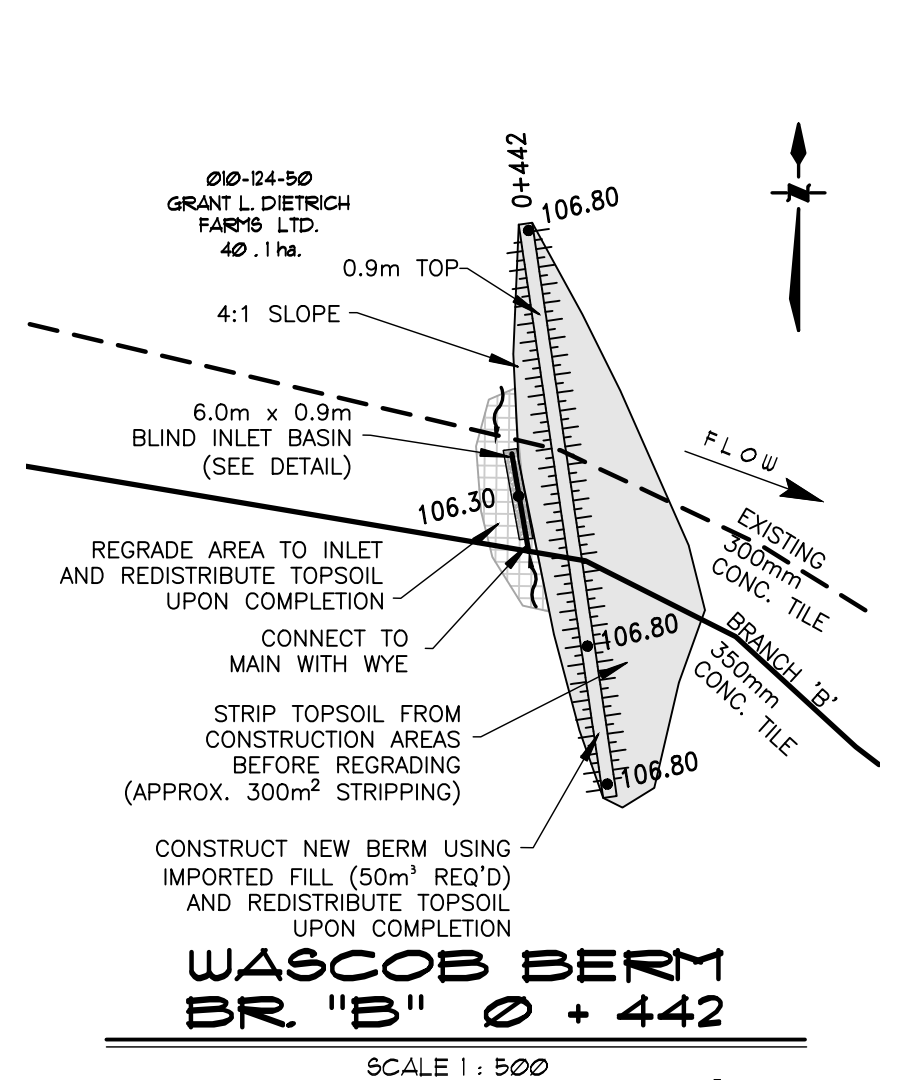 0+442
106.80
010-124-50
GRANT L. DIETRICH
FARMS LTD.
40.1 ha.
0.9m TOP
4:1 SLOPE
6.0m x 0.9m
BLIND INLET BASIN
(SEE DETAIL)
FLOW
106.30
EXISTING
300mm
CONC. TILE
REGRADE AREA TO INLET
AND REDISTRIBUTE TOPSOIL
UPON COMPLETION
BRANCH 'B'
350mm
CONC. TILE
106.80
CONNECT TO
MAIN WITH WYE
STRIP TOPSOIL FROM
CONSTRUCTION AREAS
BEFORE REGRADING
(APPROX. 300m² STRIPPING)
106.80
CONSTRUCT NEW BERM USING
IMPORTED FILL (50m³ REQ'D)
AND REDISTRIBUTE TOPSOIL
UPON COMPLETION
WASCOB BERM
BR. "B" 0 + 442
SCALE 1 : 500